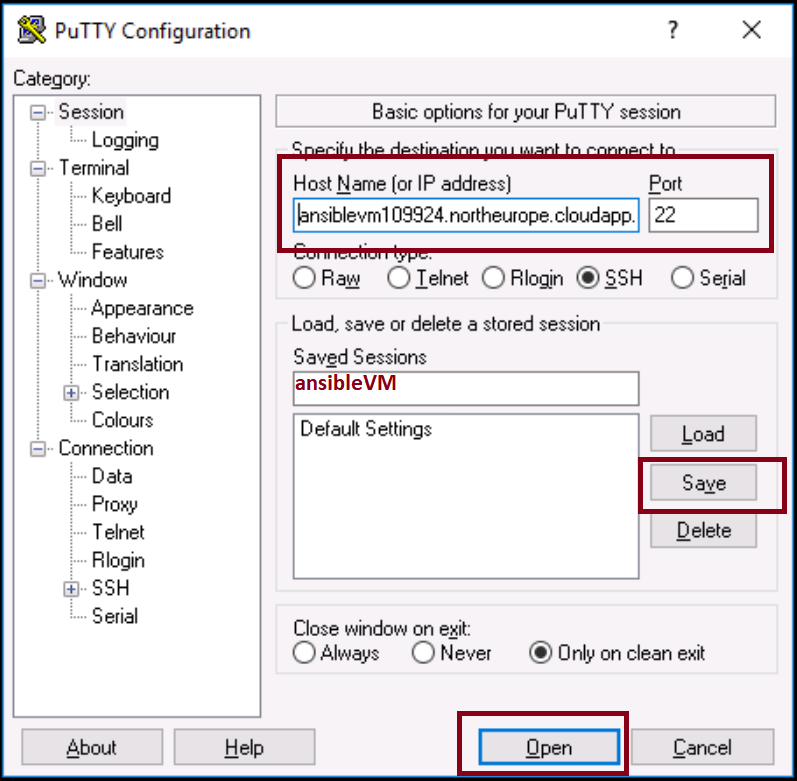 PuTTY Configuration
?
Category:
Session
Logging
Terminal
Keyboard
Bell
Features
Window
Appearance
Behaviour
Translation
Selection
Colours
Connection
Data
Proxy
Telnet
Rlogin
SSH
Serial
Basic options for your PuTTY session
Specify the destination you want to connect to
Host Name (or IP address) Port
ansiblevm109924.northeurope.cloudapp. 22
Connection type:
Raw Telnet Rlogin SSH Serial
Load, save or delete a stored session
Saved Sessions
ansibleVM
Default Settings
Load
Save
Delete
Close window on exit:
Always Never Only on clean exit
About Help Open Cancel